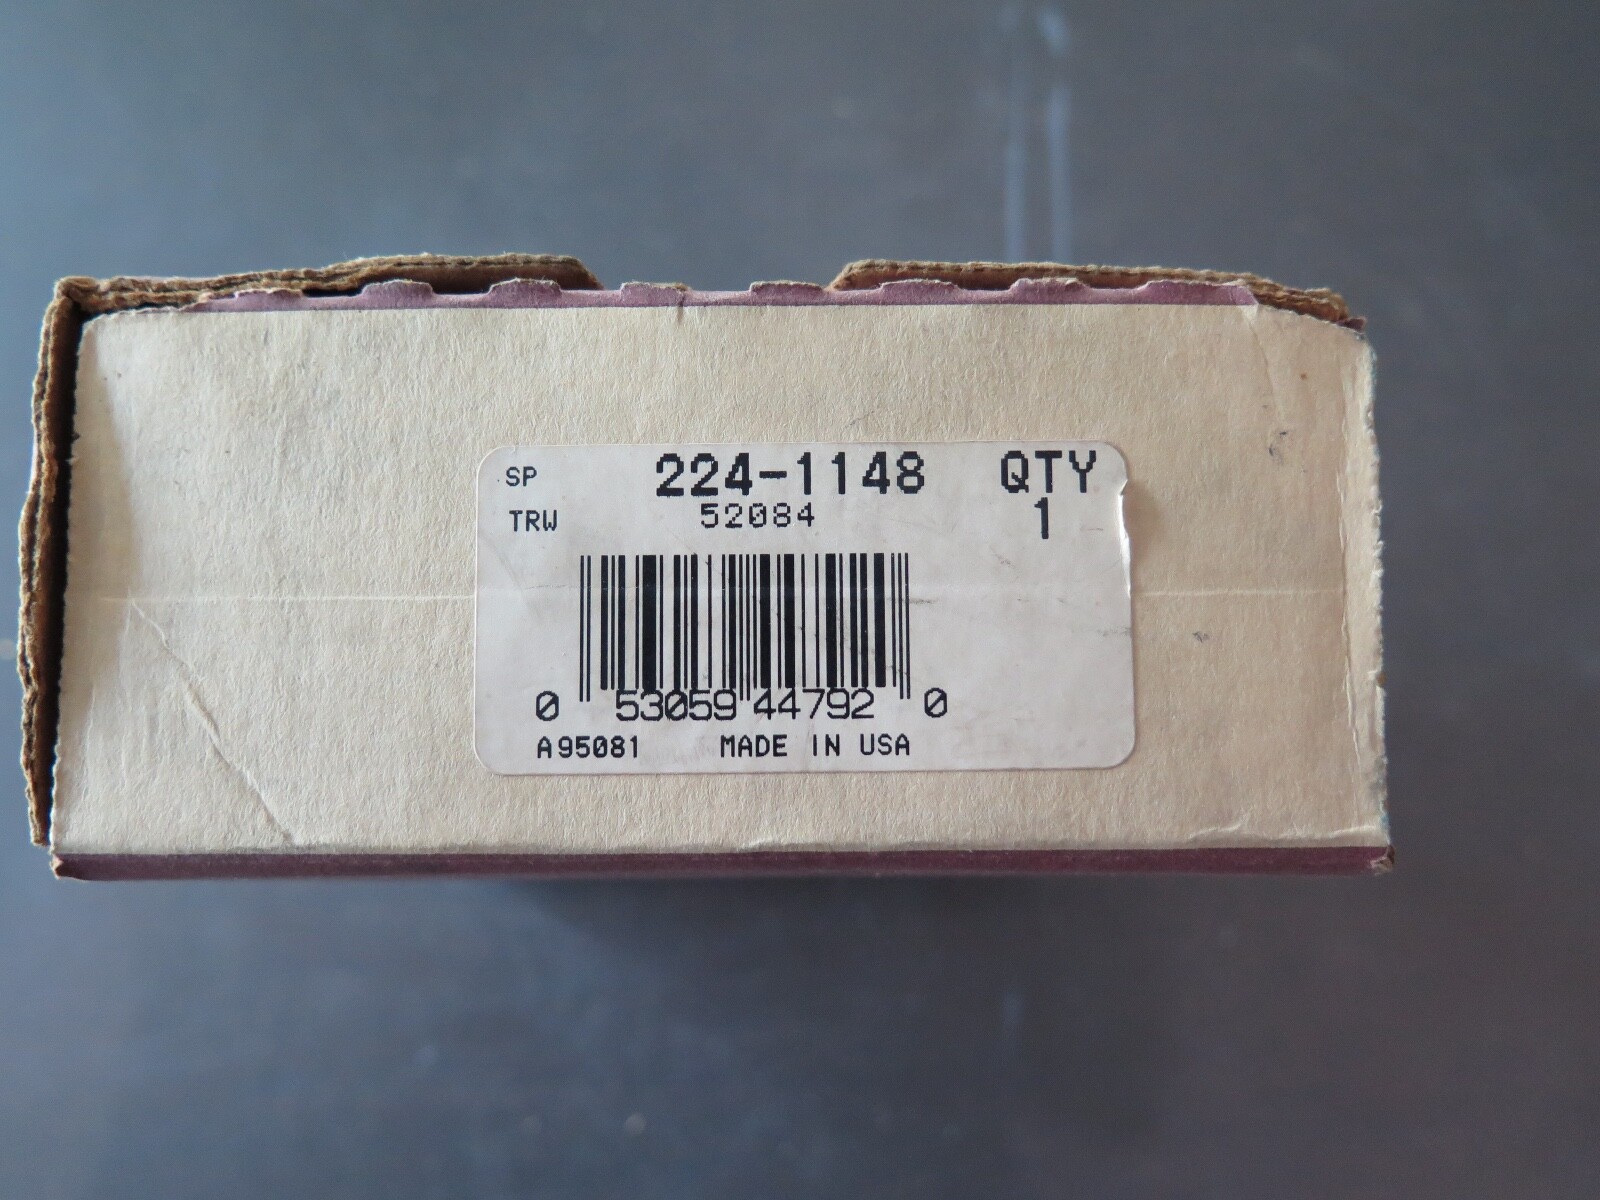 SP 224-1148 QTY
TRW 52084 1
0 53059 44792 0
A95081 MADE IN USA